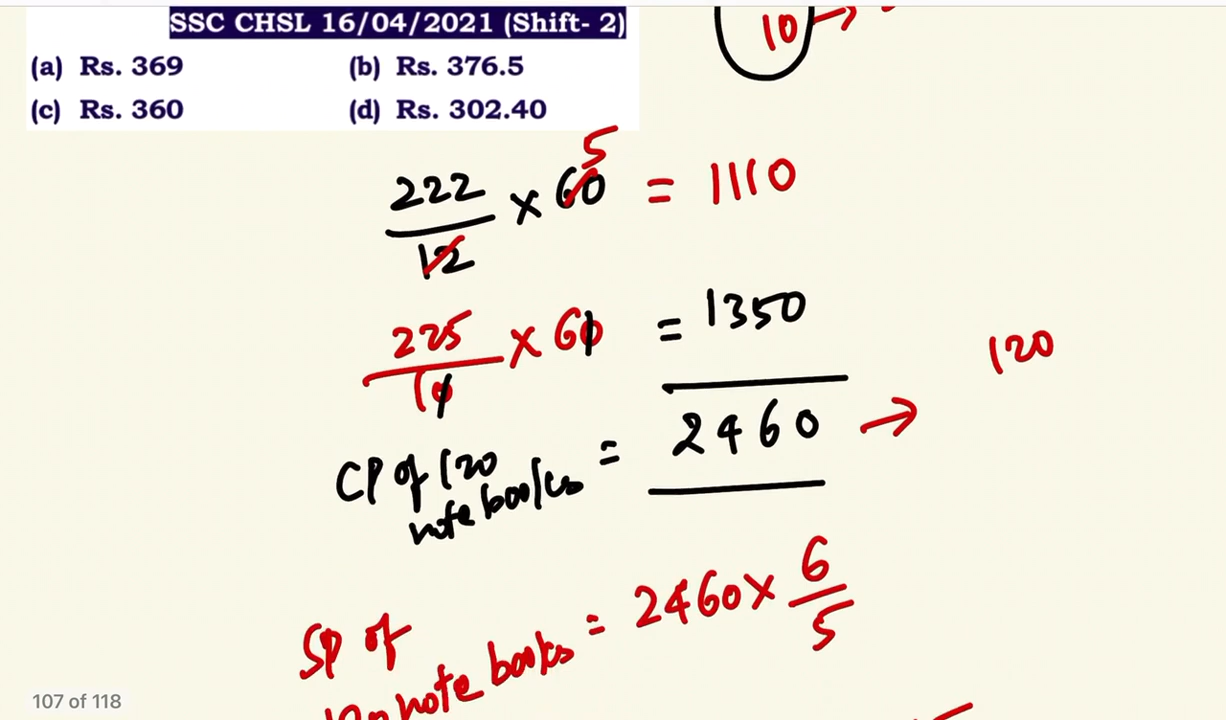 SSC CHSL 16/04/2021 (Shift- 2)
10 →
(a) Rs. 369 (b) Rs. 376.5
(c) Rs. 360 (d) Rs. 302.40
5
222/12 × 60 = 1110
225/10 × 60 = 1350
120
CP of 120 note books = 2460 →
SP of
note books = 2460 × 6/5
107 of 118